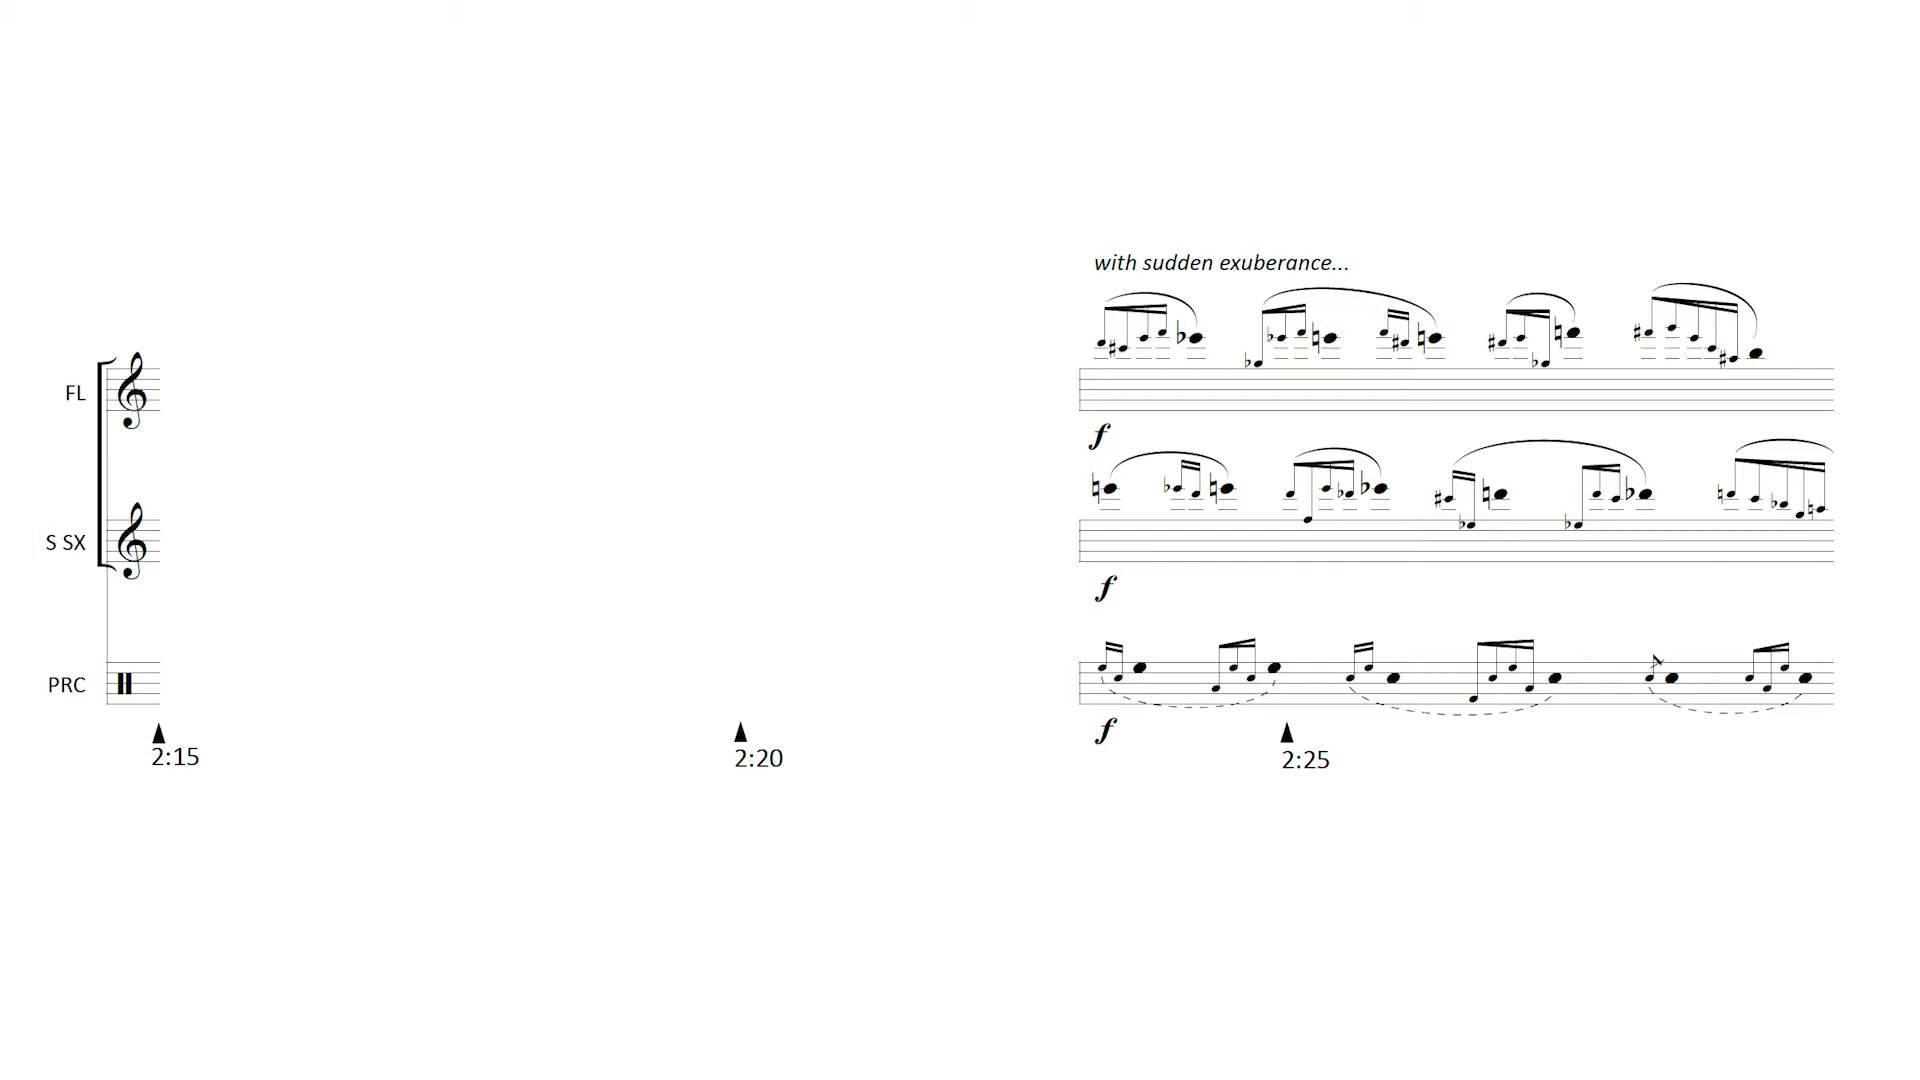 with sudden exuberance...
FL
f
S SX
f
PRC
f
2:15
2:20
2:25